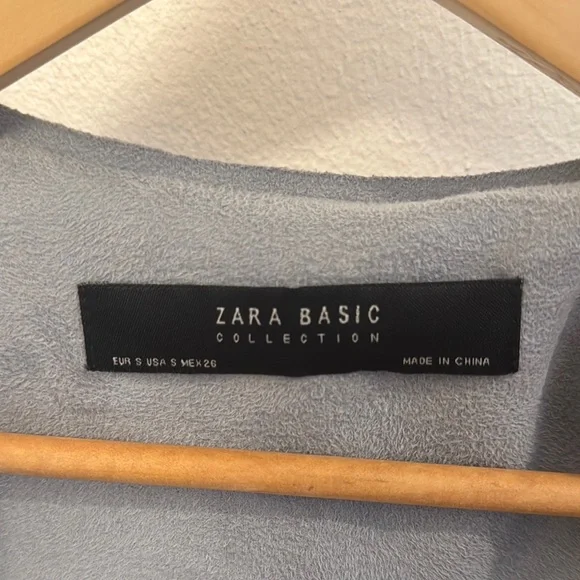 ZARA BASIC
COLLECTION
EUR S USA S MEX 26
MADE IN CHINA